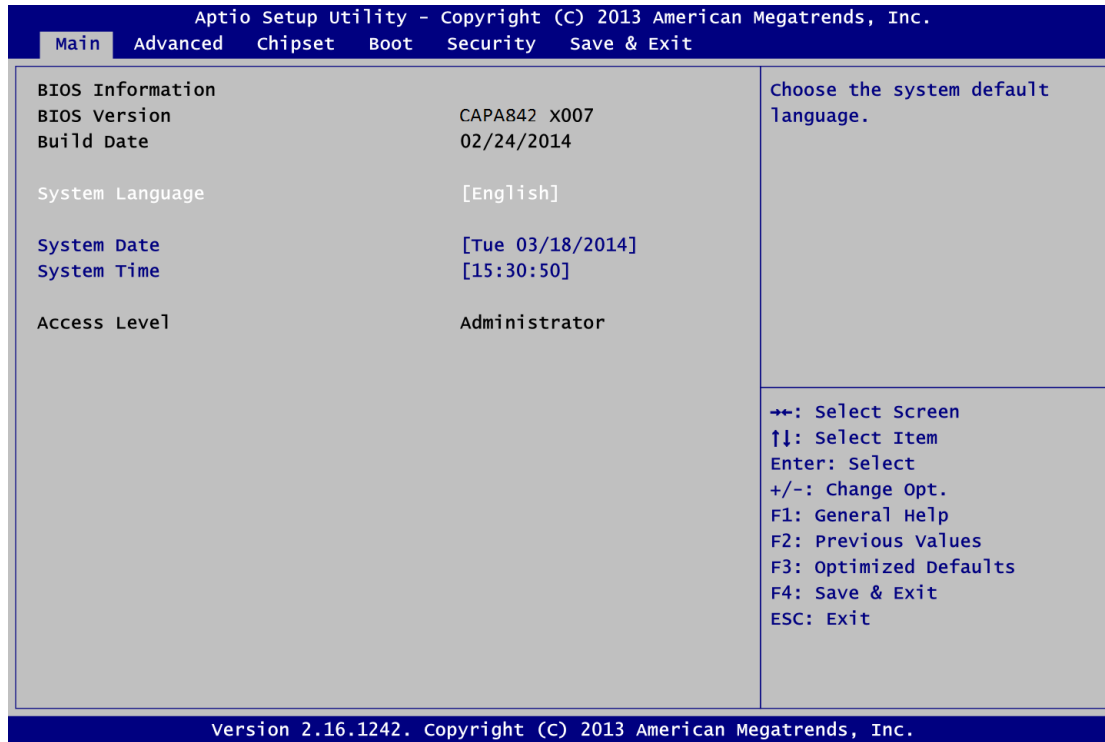 Aptio Setup Utility - Copyright (C) 2013 American Megatrends, Inc.
Main Advanced Chipset Boot Security Save & Exit
BIOS Information
BIOS Version CAPA842 X007
Build Date 02/24/2014
System Language [English]
System Date [Tue 03/18/2014]
System Time [15:30:50]
Access Level Administrator
Choose the system default
language.
→←: Select Screen
↑↓: Select Item
Enter: Select
+/-: Change Opt.
F1: General Help
F2: Previous Values
F3: Optimized Defaults
F4: Save & Exit
ESC: Exit
Version 2.16.1242. Copyright (C) 2013 American Megatrends, Inc.